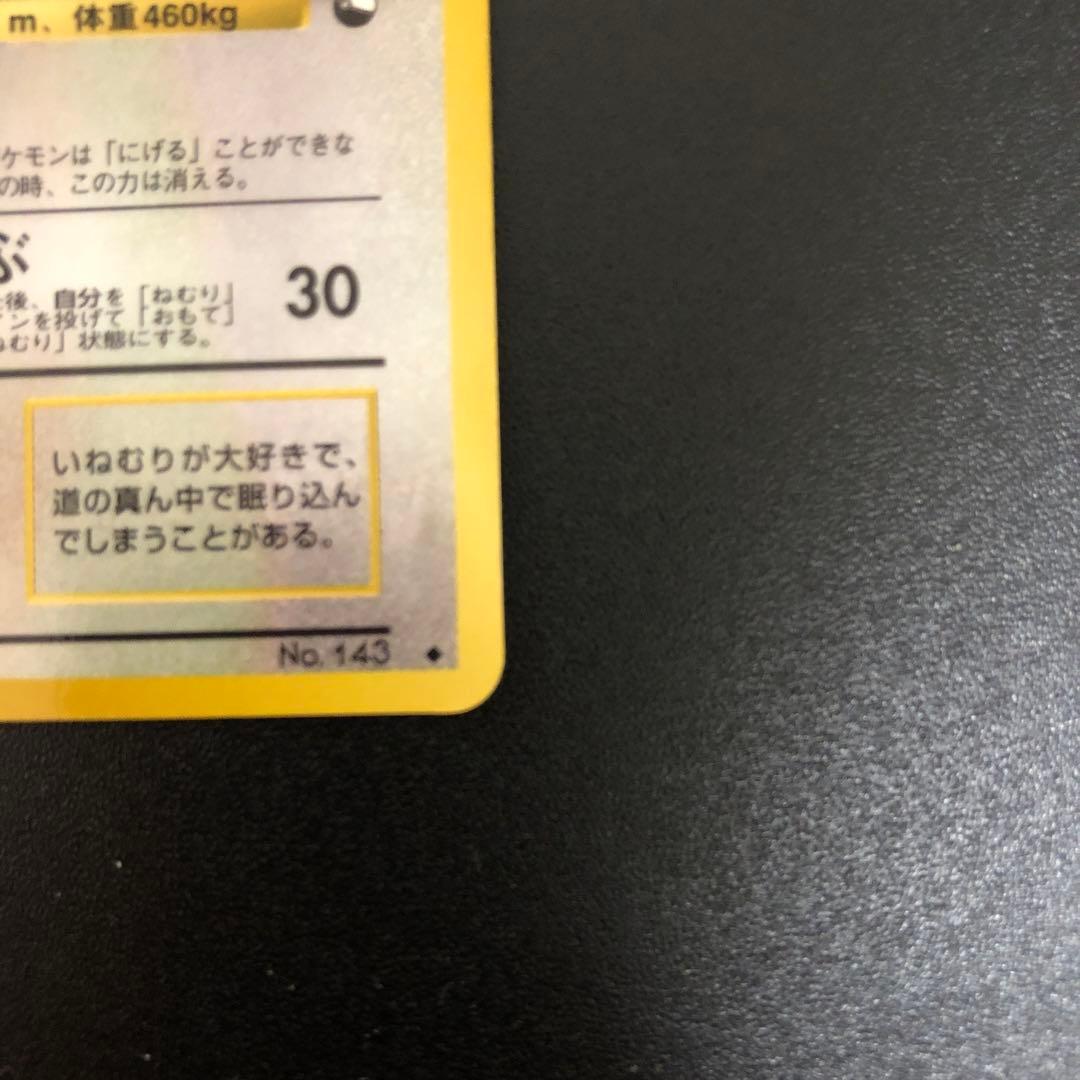 m、体重460kg
ケモンは「にげる」ことができな
の時、この力は消える。
ぶ
30
後、自分を「ねむり」
ンを投げて「おもて」
ねむり」状態にする。
いねむりが大好きで、
道の真ん中で眠り込ん
でしまうことがある。
No. 143 ◆